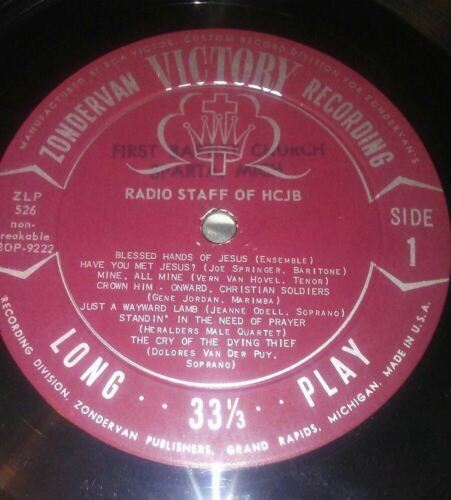 MANUFACTURED BY RCA VICTOR, CUSTOM RECORD DIVISION FOR ZONDERVAN'S
ZONDERVAN VICTORY RECORDING
FIRST BAPTIST CHURCH
SPARTA MICH
RADIO STAFF OF HCJB
ZLP
526
non-
reakable
BOP-9222
SIDE
1
BLESSED HANDS OF JESUS (ENSEMBLE)
HAVE YOU MET JESUS? (JOE SPRINGER, BARITONE)
MINE, ALL MINE (VERN VAN HOVEL, TENOR)
CROWN HIM - ONWARD, CHRISTIAN SOLDIERS
(GENE JORDAN, MARIMBA)
JUST A WAYWARD LAMB (JEANNE ODELL, SOPRANO)
STANDIN' IN THE NEED OF PRAYER
(HERALDERS MALE QUARTET)
THE CRY OF THE DYING THIEF
(DOLORES VAN DER PUY,
SOPRANO)
LONG 33⅓ PLAY
RECORDING DIVISION, ZONDERVAN PUBLISHERS, GRAND RAPIDS, MICHIGAN. MADE IN U.S.A.